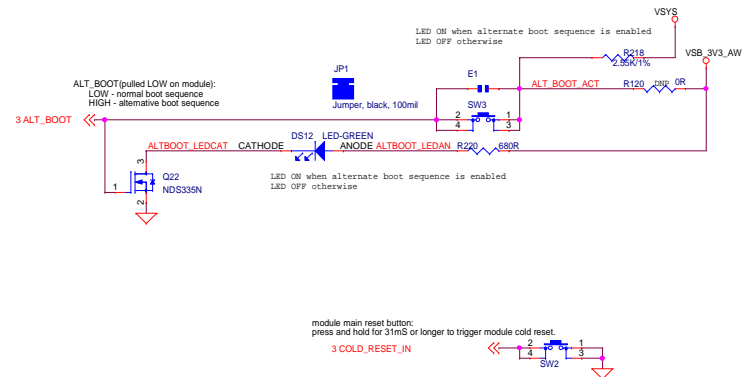 VSYS
LED ON when alternate boot sequence is enabled
LED OFF otherwise
VSB_3V3_AW
R218
2.55K/1%
JP1
E1
ALT_BOOT(pulled LOW on module):
LOW - normal boot sequence
HIGH - alternative boot sequence
ALT_BOOT_ACT R120 DNP 0R
Jumper, black, 100mil
SW3
3 ALT_BOOT
2 1
4 3
DS12 LED-GREEN
ALTBOOT_LEDCAT CATHODE ANODE ALTBOOT_LEDAN R220 680R
3
Q22
1
NDS335N
2
LED ON when alternate boot sequence is enabled
LED OFF otherwise
module main reset button:
press and hold for 31mS or longer to trigger module cold reset.
3 COLD_RESET_IN
2 1
4 3
SW2